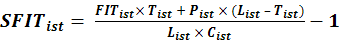 SFIT_ist = (FIT_ist × T_ist + P_ist × (L_ist − T_ist)) / (L_ist × C_ist) − 1